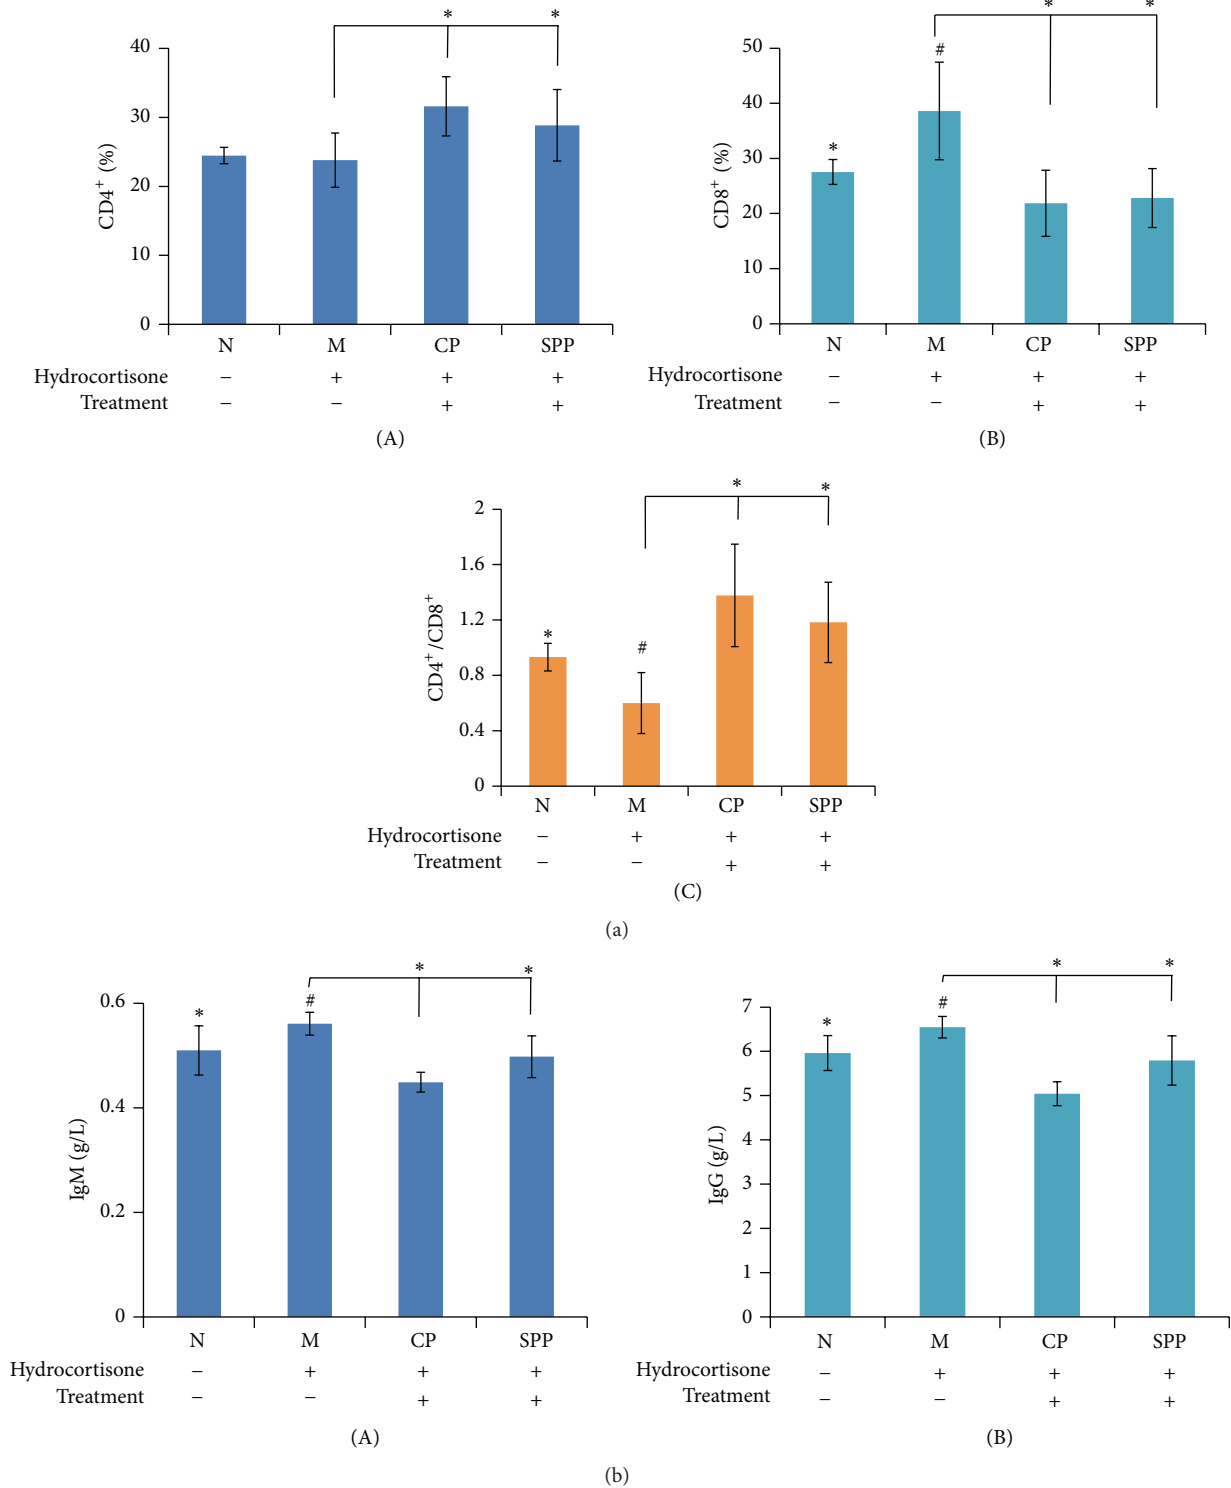 * *
40
30
20
10
0
CD4+ (%)
N M CP SPP
Hydrocortisone − + + +
Treatment − − + +
(A)
* *
#
*
50
40
30
20
10
0
CD8+ (%)
N M CP SPP
Hydrocortisone − + + +
Treatment − − + +
(B)
* *
* #
2
1.6
1.2
0.8
0.4
0
CD4+/CD8+
N M CP SPP
Hydrocortisone − + + +
Treatment − − + +
(C)
(a)
* *
* #
0.6
0.4
0.2
0
IgM (g/L)
N M CP SPP
Hydrocortisone − + + +
Treatment − − + +
(A)
* *
* #
7
6
5
4
3
2
1
0
IgG (g/L)
N M CP SPP
Hydrocortisone − + + +
Treatment − − + +
(B)
(b)